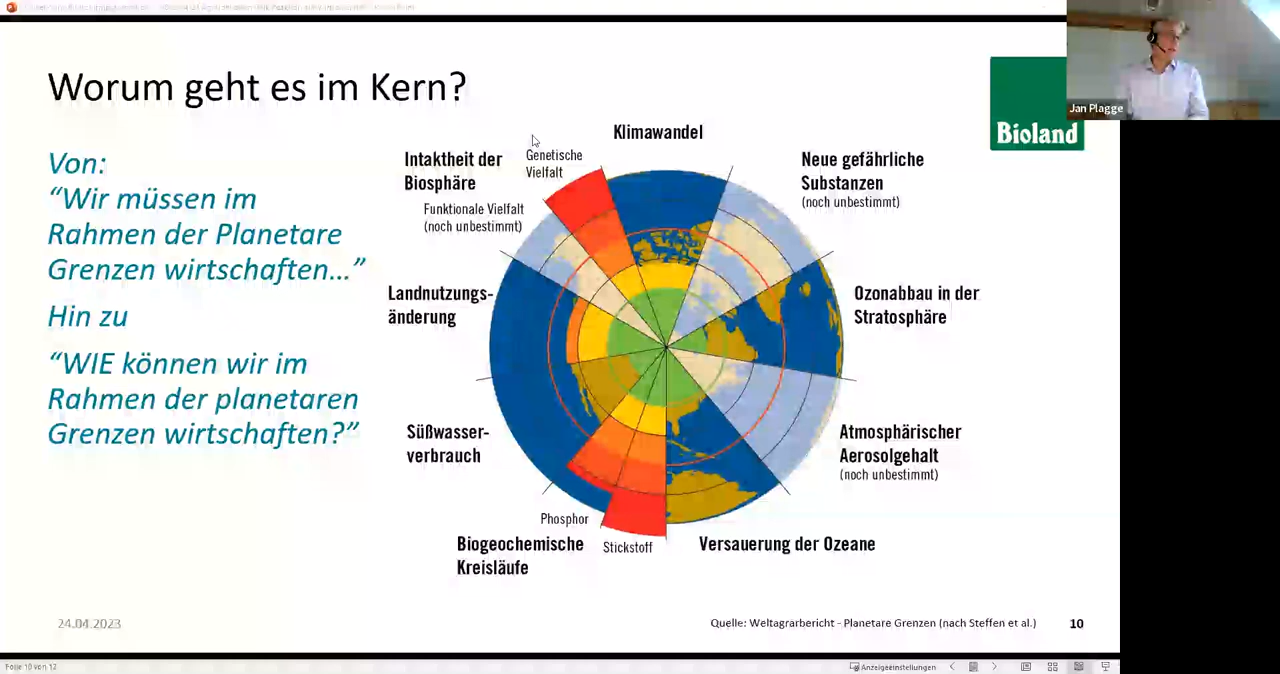 Worum geht es im Kern?
Von:
“Wir müssen im
Rahmen der Planetare
Grenzen wirtschaften…”
Hin zu
“WIE können wir im
Rahmen der planetaren
Grenzen wirtschaften?”
Klimawandel
Genetische
Vielfalt
Intaktheit der
Biosphäre
Funktionale Vielfalt
(noch unbestimmt)
Neue gefährliche
Substanzen
(noch unbestimmt)
Landnutzungs-
änderung
Ozonabbau in der
Stratosphäre
Süßwasser-
verbrauch
Atmosphärischer
Aerosolgehalt
(noch unbestimmt)
Phosphor
Stickstoff
Biogeochemische
Kreisläufe
Versauerung der Ozeane
Bioland
Jan Plagge
24.04.2023
Quelle: Weltagrarbericht - Planetare Grenzen (nach Steffen et al.)
10
Folie 10 von 12
Anzeigeeinstellungen